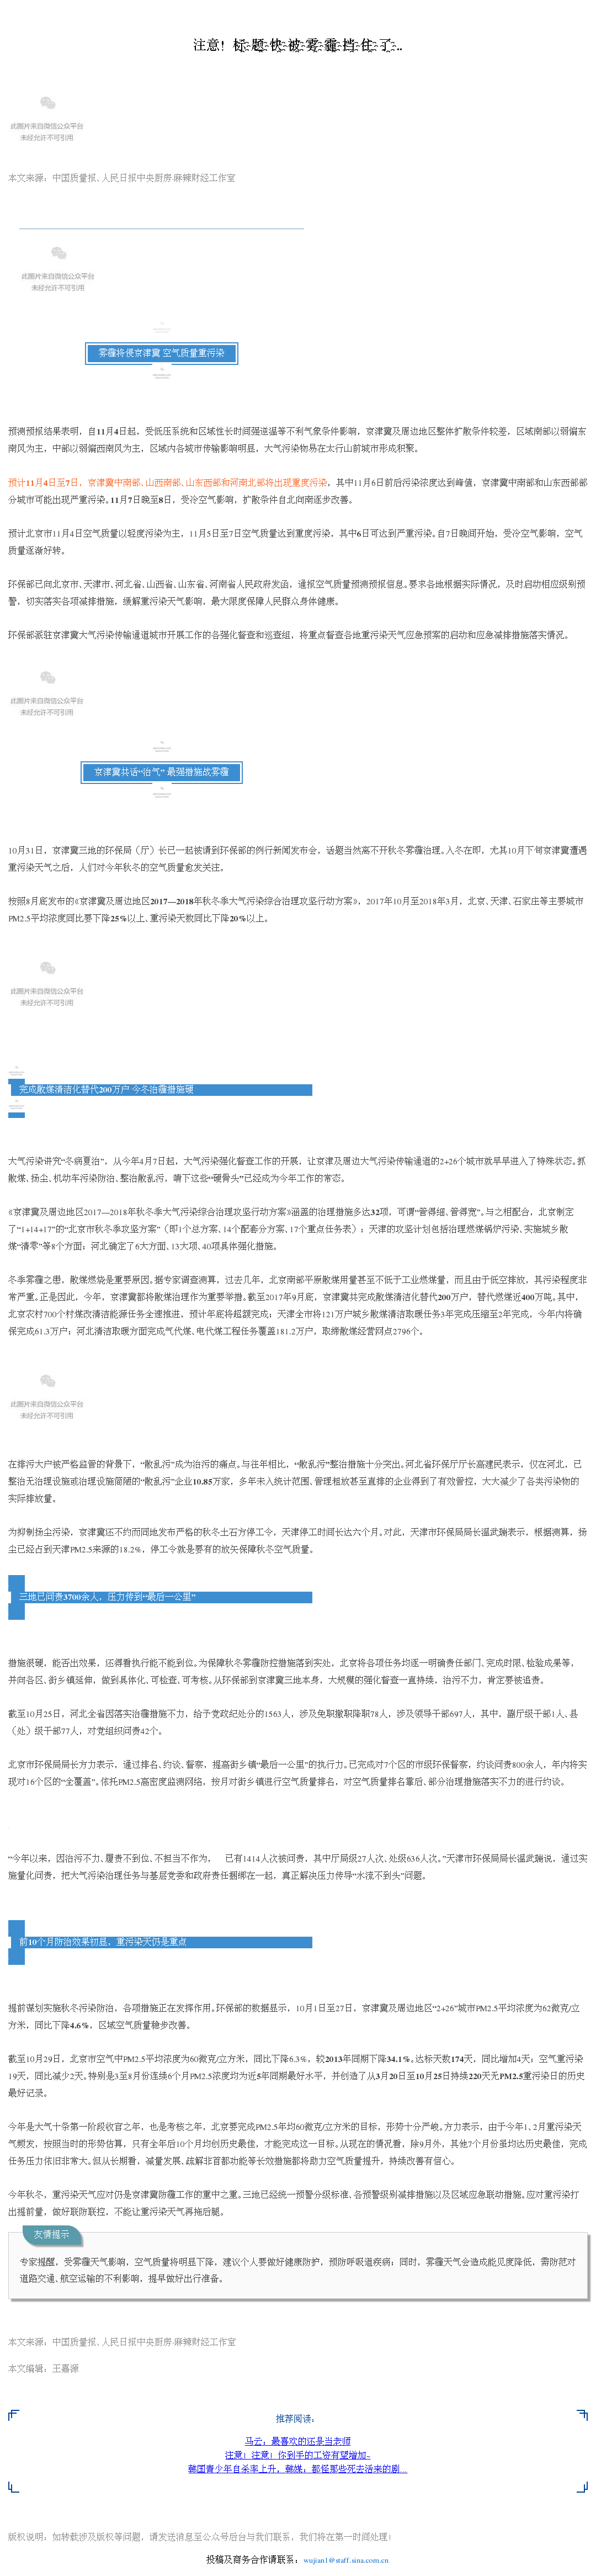 注意! 标 题 快 被 雾 霾 挡 住 了 ..
此图片来自微信公众平台
未经允许不可引用
本文来源：中国质量报、人民日报中央厨房·麻辣财经工作室
此图片来自微信公众平台
未经允许不可引用
雾霾将侵京津冀 空气质量重污染
预测预报结果表明，自11月4日起，受低压系统和区域性长时间强逆温等不利气象条件影响，京津冀及周边地区整体扩散条件较差，区域南部以弱偏东
南风为主，中部以弱偏西南风为主，区域内各城市传输影响明显，大气污染物易在太行山前城市形成积聚。
预计11月4日至7日，京津冀中南部、山西南部、山东西部和河南北部将出现重度污染，其中11月6日前后污染浓度达到峰值，京津冀中南部和山东西部部
分城市可能出现严重污染。11月7日晚至8日，受冷空气影响，扩散条件自北向南逐步改善。
预计北京市11月4日空气质量以轻度污染为主，11月5日至7日空气质量达到重度污染，其中6日可达到严重污染。自7日晚间开始，受冷空气影响，空气
质量逐渐好转。
环保部已向北京市、天津市、河北省、山西省、山东省、河南省人民政府发函，通报空气质量预测预报信息。要求各地根据实际情况，及时启动相应级别预
警，切实落实各项减排措施，缓解重污染天气影响，最大限度保障人民群众身体健康。
环保部派驻京津冀大气污染传输通道城市开展工作的各强化督查和巡查组，将重点督查各地重污染天气应急预案的启动和应急减排措施落实情况。
此图片来自微信公众平台
未经允许不可引用
京津冀共话“治气” 最强措施战雾霾
10月31日，京津冀三地的环保局（厅）长已一起被请到环保部的例行新闻发布会，话题当然离不开秋冬雾霾治理。入冬在即，尤其10月下旬京津冀遭遇
重污染天气之后，人们对今年秋冬的空气质量愈发关注。
按照8月底发布的《京津冀及周边地区2017—2018年秋冬季大气污染综合治理攻坚行动方案》，2017年10月至2018年3月，北京、天津、石家庄等主要城市
PM2.5平均浓度同比要下降25%以上、重污染天数同比下降20%以上。
此图片来自微信公众平台
未经允许不可引用
完成散煤清洁化替代200万户 今冬治霾措施硬
大气污染讲究“冬病夏治”，从今年4月7日起，大气污染强化督查工作的开展，让京津及周边大气污染传输通道的2+26个城市就早早进入了特殊状态。抓
散煤、扬尘、机动车污染防治、整治散乱污，啃下这些“硬骨头”已经成为今年工作的常态。
《京津冀及周边地区2017—2018年秋冬季大气污染综合治理攻坚行动方案》涵盖的治理措施多达32项，可谓“管得细、管得宽”。与之相配合，北京制定
了“1+14+17”的“北京市秋冬季攻坚方案”（即1个总方案、14个配套分方案、17个重点任务表）；天津的攻坚计划包括治理燃煤锅炉污染、实施城乡散
煤“清零”等8个方面；河北确定了6大方面、13大项、40项具体强化措施。
冬季雾霾之患，散煤燃烧是重要原因。据专家调查测算，过去几年，北京南部平原散煤用量甚至不低于工业燃煤量，而且由于低空排放，其污染程度非
常严重。正是因此，今年，京津冀都将散煤治理作为重要举措。截至2017年9月底，京津冀共完成散煤清洁化替代200万户，替代燃煤近400万吨。其中，
北京农村700个村煤改清洁能源任务全速推进，预计年底将超额完成；天津全市将121万户城乡散煤清洁取暖任务3年完成压缩至2年完成，今年内将确
保完成61.3万户；河北清洁取暖方面完成气代煤、电代煤工程任务覆盖181.2万户，取缔散煤经营网点2796个。
此图片来自微信公众平台
未经允许不可引用
在排污大户被严格监管的背景下，“散乱污”成为治污的痛点。与往年相比，“散乱污”整治措施十分突出。河北省环保厅厅长高建民表示，仅在河北，已
整治无治理设施或治理设施简陋的“散乱污”企业10.85万家，多年未入统计范围、管理粗放甚至直排的企业得到了有效管控，大大减少了各类污染物的
实际排放量。
为抑制扬尘污染，京津冀还不约而同地发布严格的秋冬土石方停工令，天津停工时间长达六个月。对此，天津市环保局局长温武瑞表示，根据测算，扬
尘已经占到天津PM2.5来源的18.2%，停工令就是要有的放矢保障秋冬空气质量。
三地已问责3700余人，压力传到“最后一公里”
措施很硬，能否出效果，还得看执行能不能到位。为保障秋冬雾霾防控措施落到实处，北京将各项任务均逐一明确责任部门、完成时限、检验成果等，
并向各区、街乡镇延伸，做到具体化、可检查、可考核。从环保部到京津冀三地本身，大规模的强化督查一直持续，治污不力，肯定要被追责。
截至10月25日，河北全省因落实治霾措施不力，给予党政纪处分的1563人，涉及免职撤职降职78人，涉及领导干部697人，其中，副厅级干部1人、县
（处）级干部77人，对党组织问责42个。
北京市环保局局长方力表示，通过排名、约谈、督察，提高街乡镇“最后一公里”的执行力。已完成对7个区的市级环保督察，约谈问责800余人，年内将实
现对16个区的“全覆盖”。依托PM2.5高密度监测网络，按月对街乡镇进行空气质量排名，对空气质量排名靠后、部分治理措施落实不力的进行约谈。
“今年以来，因治污不力、履责不到位、不担当不作为， 已有1414人次被问责，其中厅局级27人次、处级636人次。”天津市环保局局长温武瑞说，通过实
施量化问责，把大气污染治理任务与基层党委和政府责任捆绑在一起，真正解决压力传导“水流不到头”问题。
前10个月防治效果初显，重污染天仍是重点
提前谋划实施秋冬污染防治，各项措施正在发挥作用。环保部的数据显示，10月1日至27日，京津冀及周边地区“2+26”城市PM2.5平均浓度为62微克/立
方米，同比下降4.6%，区域空气质量稳步改善。
截至10月29日，北京市空气中PM2.5平均浓度为60微克/立方米，同比下降6.3%，较2013年同期下降34.1%。达标天数174天，同比增加4天；空气重污染
19天，同比减少2天。特别是3至8月份连续6个月PM2.5浓度均为近5年同期最好水平，并创造了从3月20日至10月25日持续220天无PM2.5重污染日的历史
最好记录。
今年是大气十条第一阶段收官之年，也是考核之年，北京要完成PM2.5年均60微克/立方米的目标，形势十分严峻。方力表示，由于今年1、2月重污染天
气频发，按照当时的形势估算，只有全年后10个月均创历史最佳，才能完成这一目标。从现在的情况看，除9月外，其他7个月份虽均达历史最佳，完成
任务压力依旧非常大。但从长期看，减量发展、疏解非首都功能等长效措施都将助力空气质量提升，持续改善有信心。
今年秋冬，重污染天气应对仍是京津冀防霾工作的重中之重。三地已经统一预警分级标准、各预警级别减排措施以及区域应急联动措施。应对重污染打
出提前量，做好联防联控，不能让重污染天气再拖后腿。
友情提示
专家提醒，受雾霾天气影响，空气质量将明显下降，建议个人要做好健康防护，预防呼吸道疾病；同时，雾霾天气会造成能见度降低，需防范对
道路交通、航空运输的不利影响，提早做好出行准备。
本文来源：中国质量报、人民日报中央厨房·麻辣财经工作室
本文编辑：王嘉源
推荐阅读：
马云，最喜欢的还是当老师
注意！注意！你到手的工资有望增加~
韩国青少年自杀率上升，韩媒：都怪那些死去活来的剧....
版权说明：如转载涉及版权等问题，请发送消息至公众号后台与我们联系，我们将在第一时间处理！
投稿及商务合作请联系：wujian1@staff.sina.com.cn